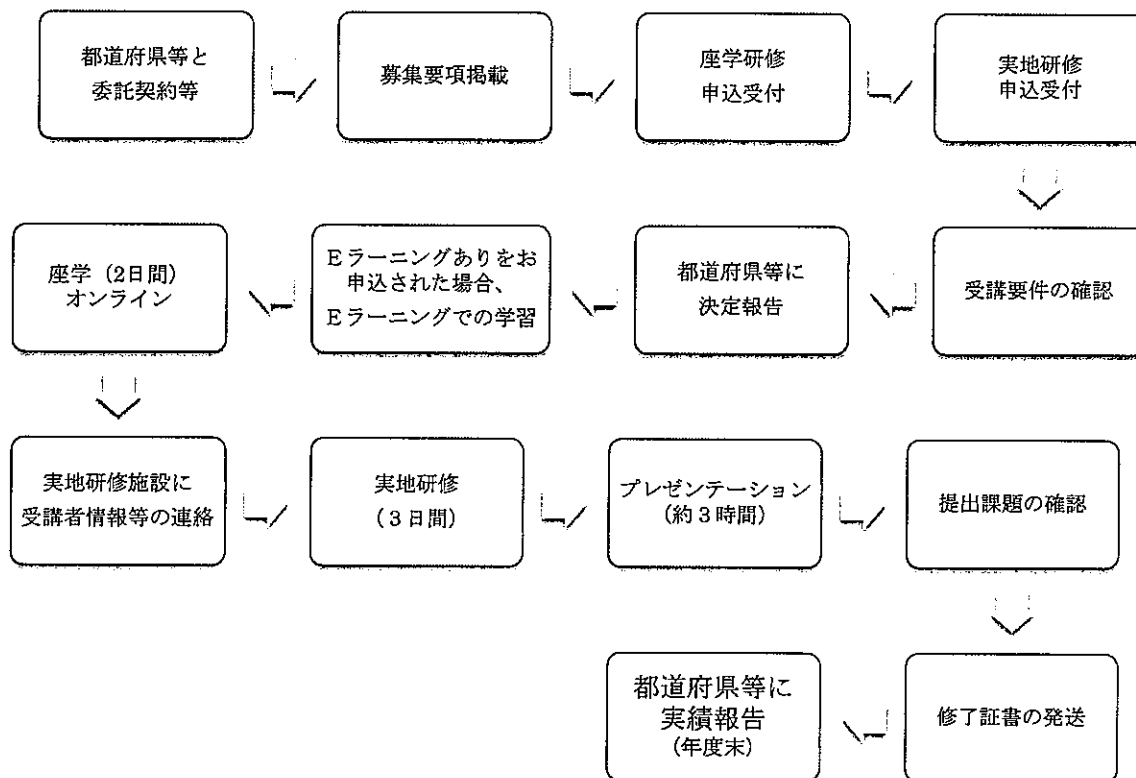 都道府県等と
委託契約等
募集要項掲載
座学研修
申込受付
実地研修
申込受付
受講要件の確認
都道府県等に
決定報告
Eラーニングありをお
申込された場合、
Eラーニングでの学習
座学（2日間）
オンライン
実地研修施設に
受講者情報等の連絡
実地研修
（３日間）
プレゼンテーション
（約３時間）
提出課題の確認
修了証書の発送
都道府県等に
実績報告
（年度末）